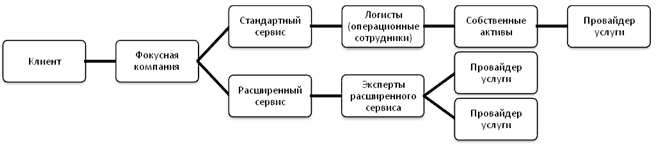 Клиент
Фокусная
компания
Стандартный
сервис
Логисты
(операционные
сотрудники)
Собственные
активы
Провайдер
услуги
Расширенный
сервис
Эксперты
расширенного
сервиса
Провайдер
услуги
Провайдер
услуги